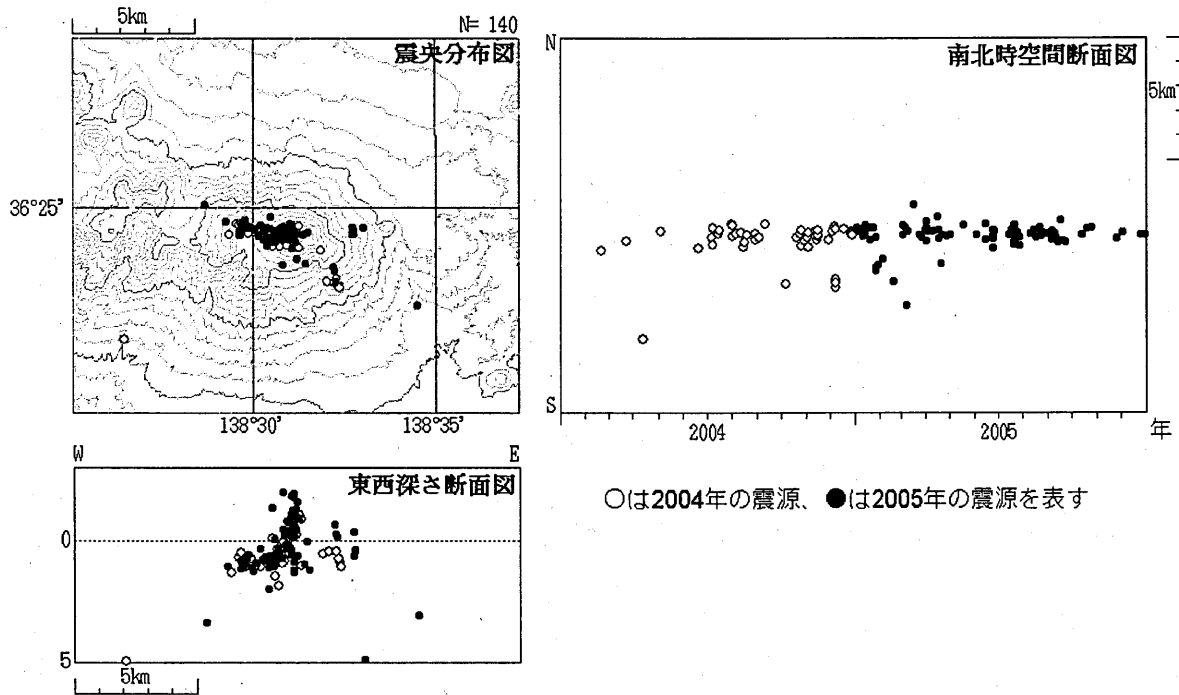 5km
N= 140
震央分布図
36°25'
138°30'
138°35'
N
南北時空間断面図
5km
S
2004
2005
年
W
E
東西深さ断面図
0
5
5km
○は2004年の震源、●は2005年の震源を表す